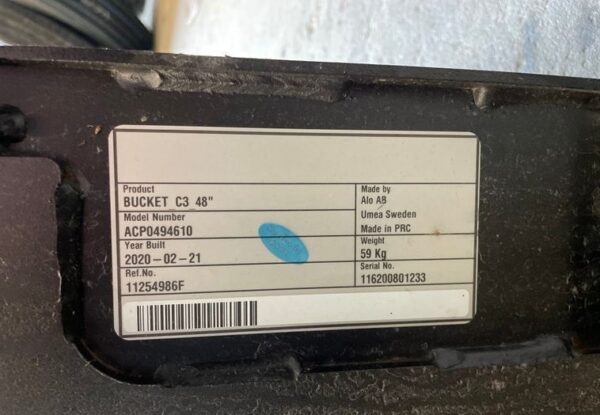 Product
BUCKET C3 48"
Model Number
ACP0494610
Year Built
2020-02-21
Ref.No.
11254986F
Made by
Alo AB
Umea Sweden
Made in PRC
Weight
59 Kg
Serial No.
116200801233